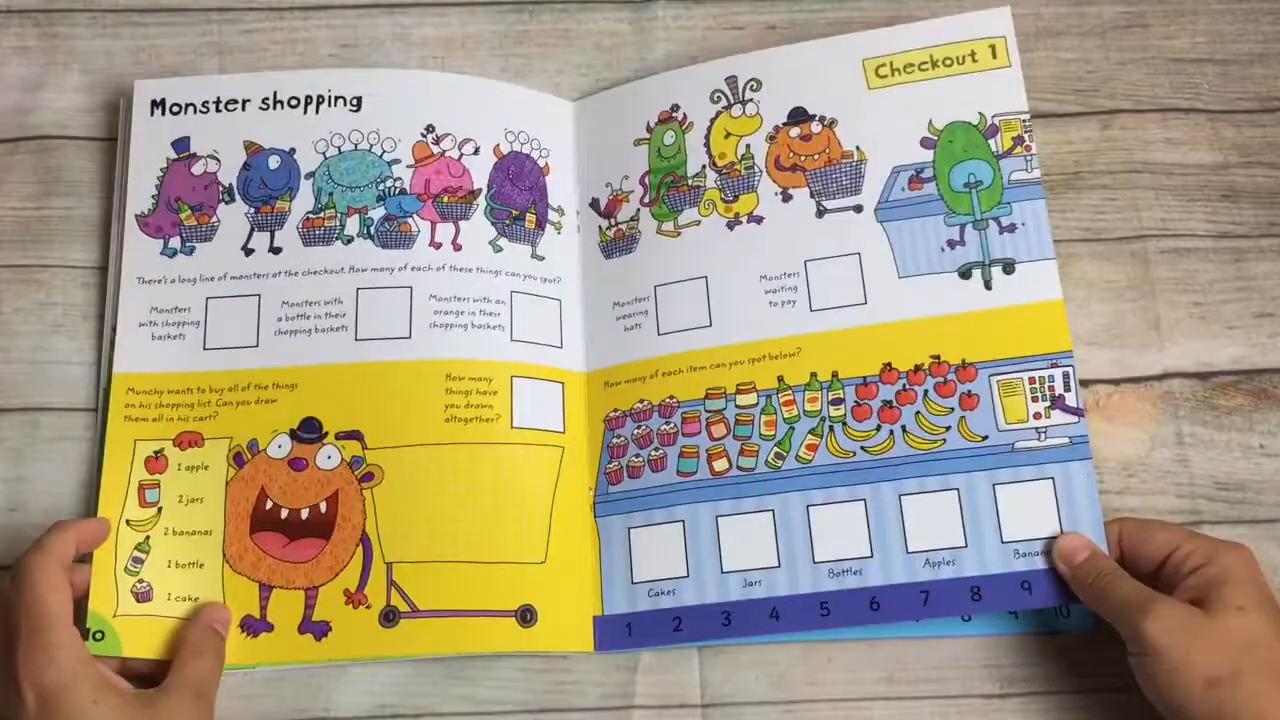 Monster shopping
There's a long line of monsters at the checkout. How many of each of these things can you spot?
Monsters
with shopping
baskets
Monsters with
a bottle in their
shopping baskets
Monsters with an
orange in their
shopping baskets
Munchy wants to buy all of the things
on his shopping list. Can you draw
them all in his cart?
How many
things have
you drawn
altogether?
1 apple
2 jars
2 bananas
1 bottle
1 cake
10
Checkout 1
Monsters
wearing
hats
Monsters
waiting
to pay
How many of each item can you spot below?
Cakes
Jars
Bottles
Apples
Banan
1 2 3 4 5 6 7 8 9
8 9 10